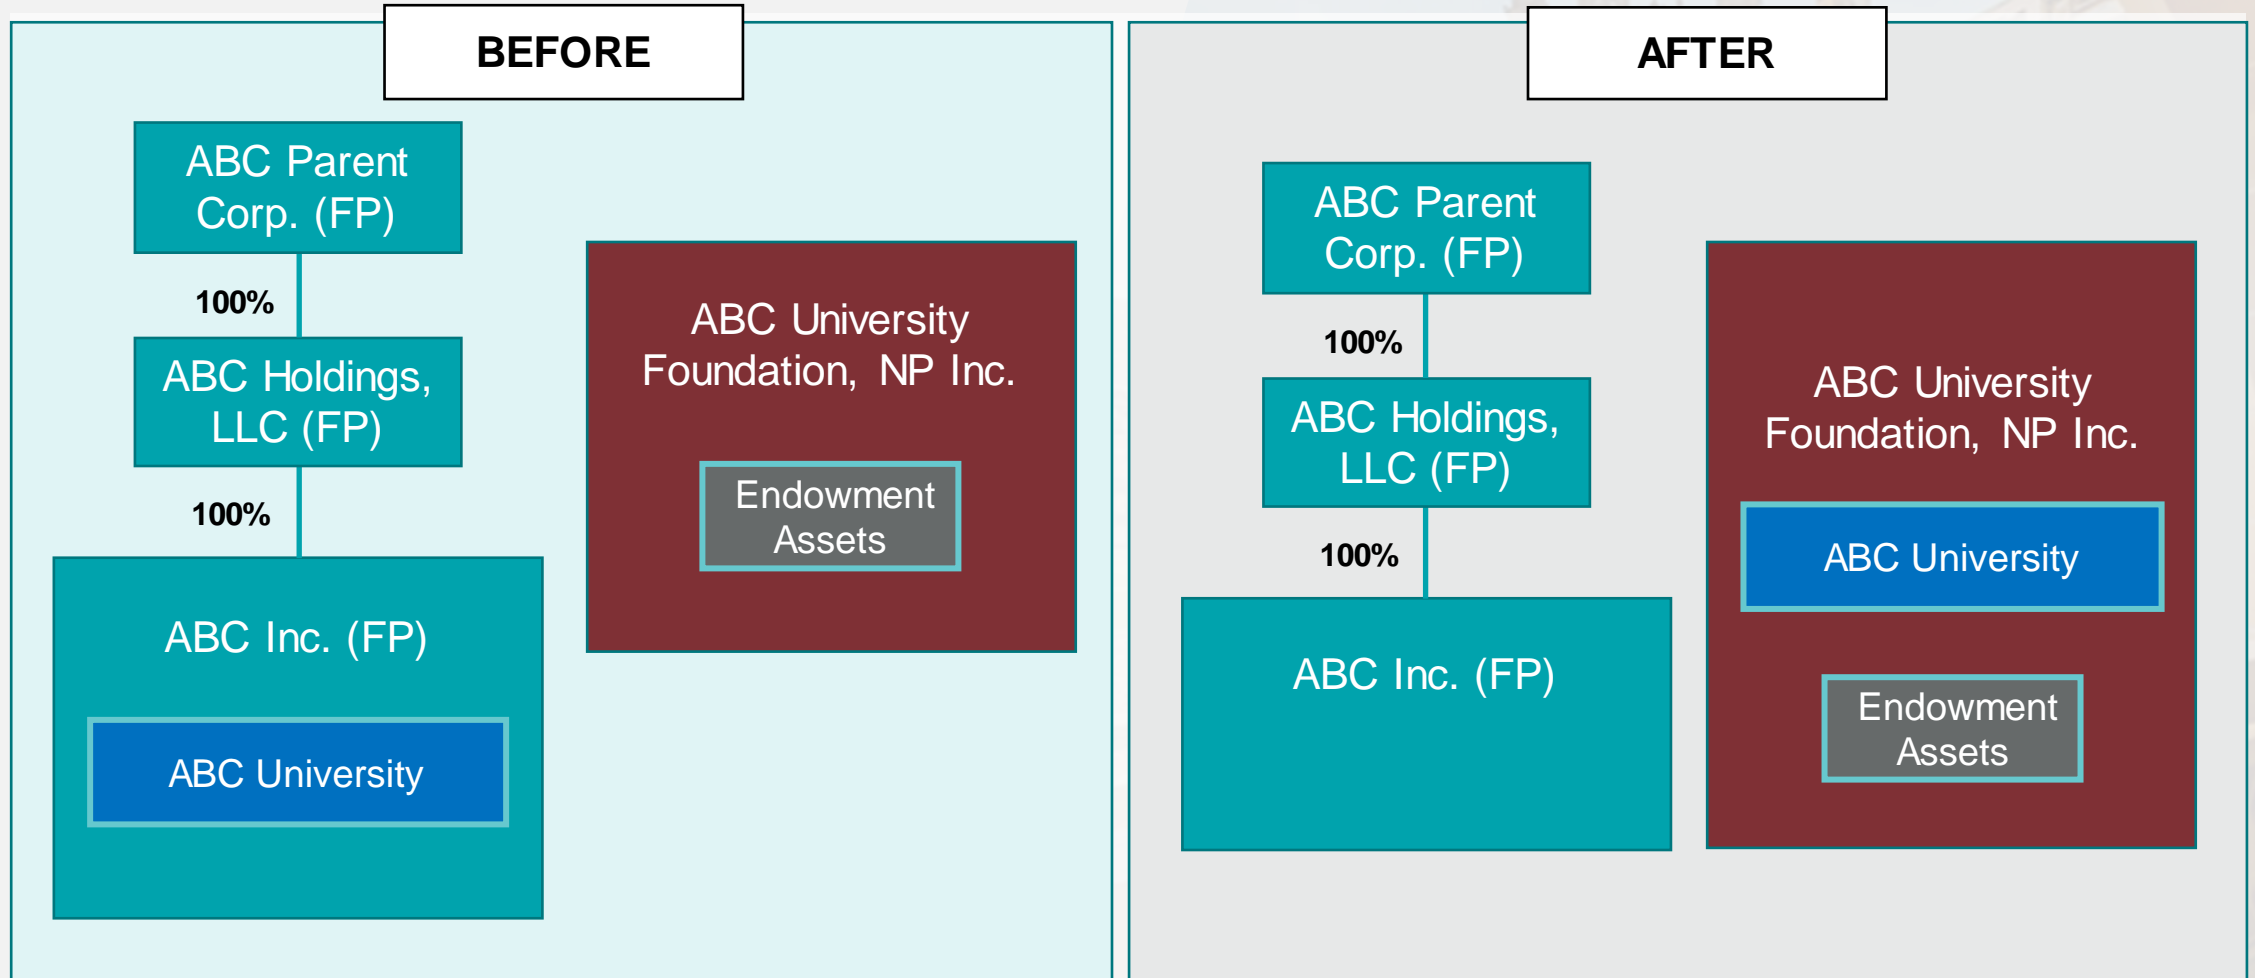 BEFORE
ABC Parent
Corp. (FP)
100%
ABC Holdings,
LLC (FP)
100%
ABC Inc. (FP)
ABC University
ABC University
Foundation, NP Inc.
Endowment
Assets
AFTER
ABC Parent
Corp. (FP)
100%
ABC Holdings,
LLC (FP)
100%
ABC Inc. (FP)
ABC University
Foundation, NP Inc.
ABC University
Endowment
Assets